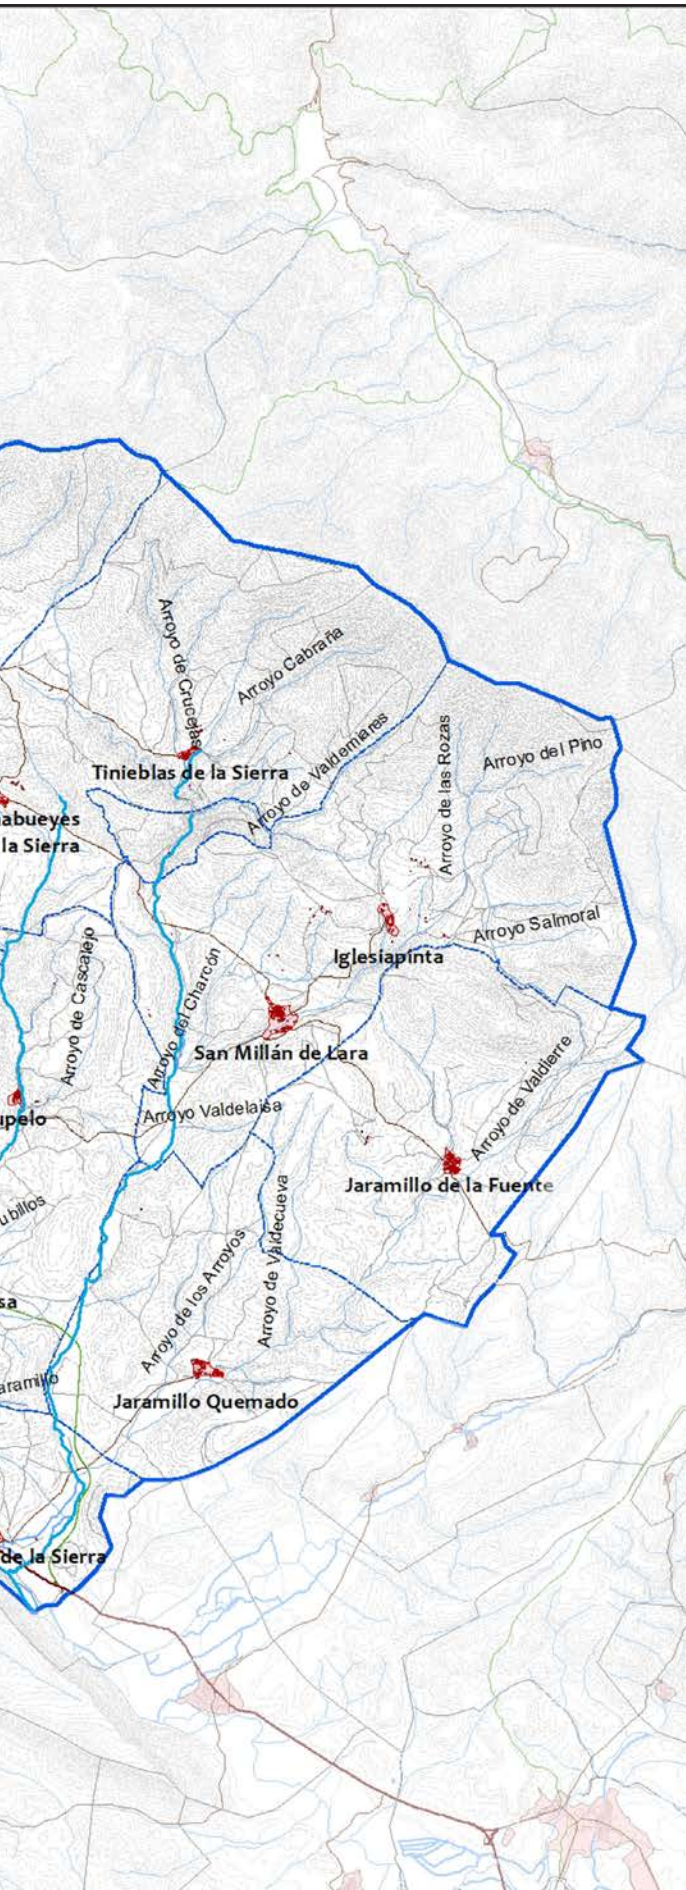 Arroyo de Crucejas
Arroyo Cabraña
Arroyo de Valdemiares
Arroyo de las Rozas
Arroyo del Pino
Tinieblas de la Sierra
abueyes
la Sierra
Arroyo Salmoral
Iglesiapinta
Arroyo de Cascalejo
Arroyo del Charcón
San Millán de Lara
Arroyo de Valdierre
Arroyo Valdelaisa
upelo
Jaramillo de la Fuente
ubillos
Arroyo de los Arroyos
Arroyo de Valdecueva
sa
aramillo
Jaramillo Quemado
de la Sierra